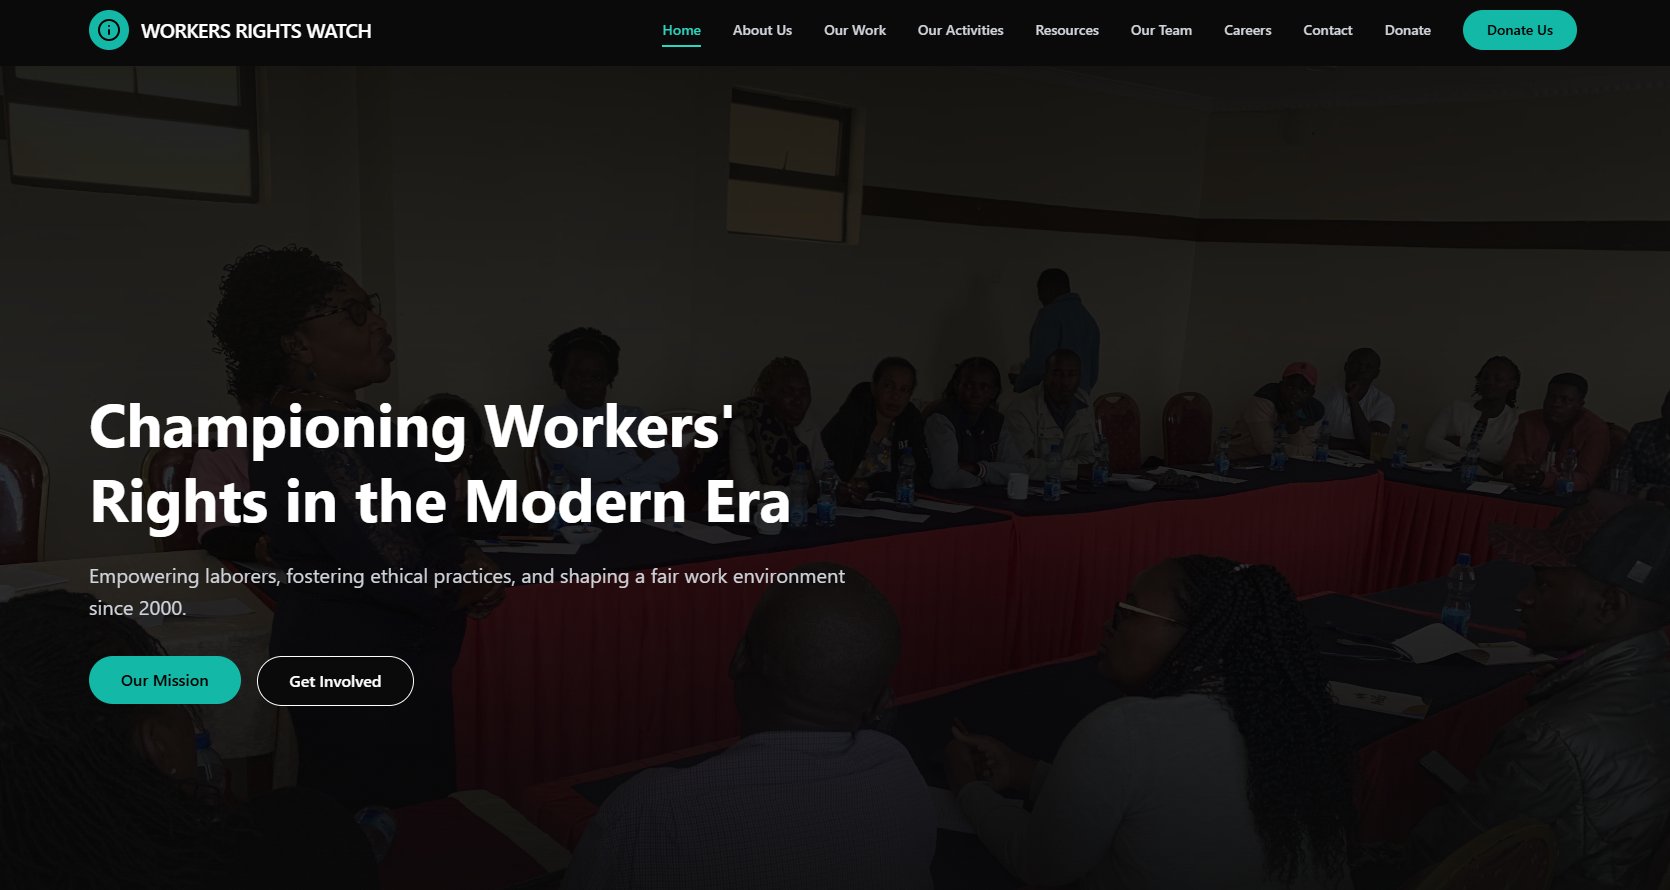 WORKERS RIGHTS WATCH
Home
About Us
Our Work
Our Activities
Resources
Our Team
Careers
Contact
Donate
Donate Us
Championing Workers'
Rights in the Modern Era
Empowering laborers, fostering ethical practices, and shaping a fair work environment
since 2000.
Our Mission
Get Involved